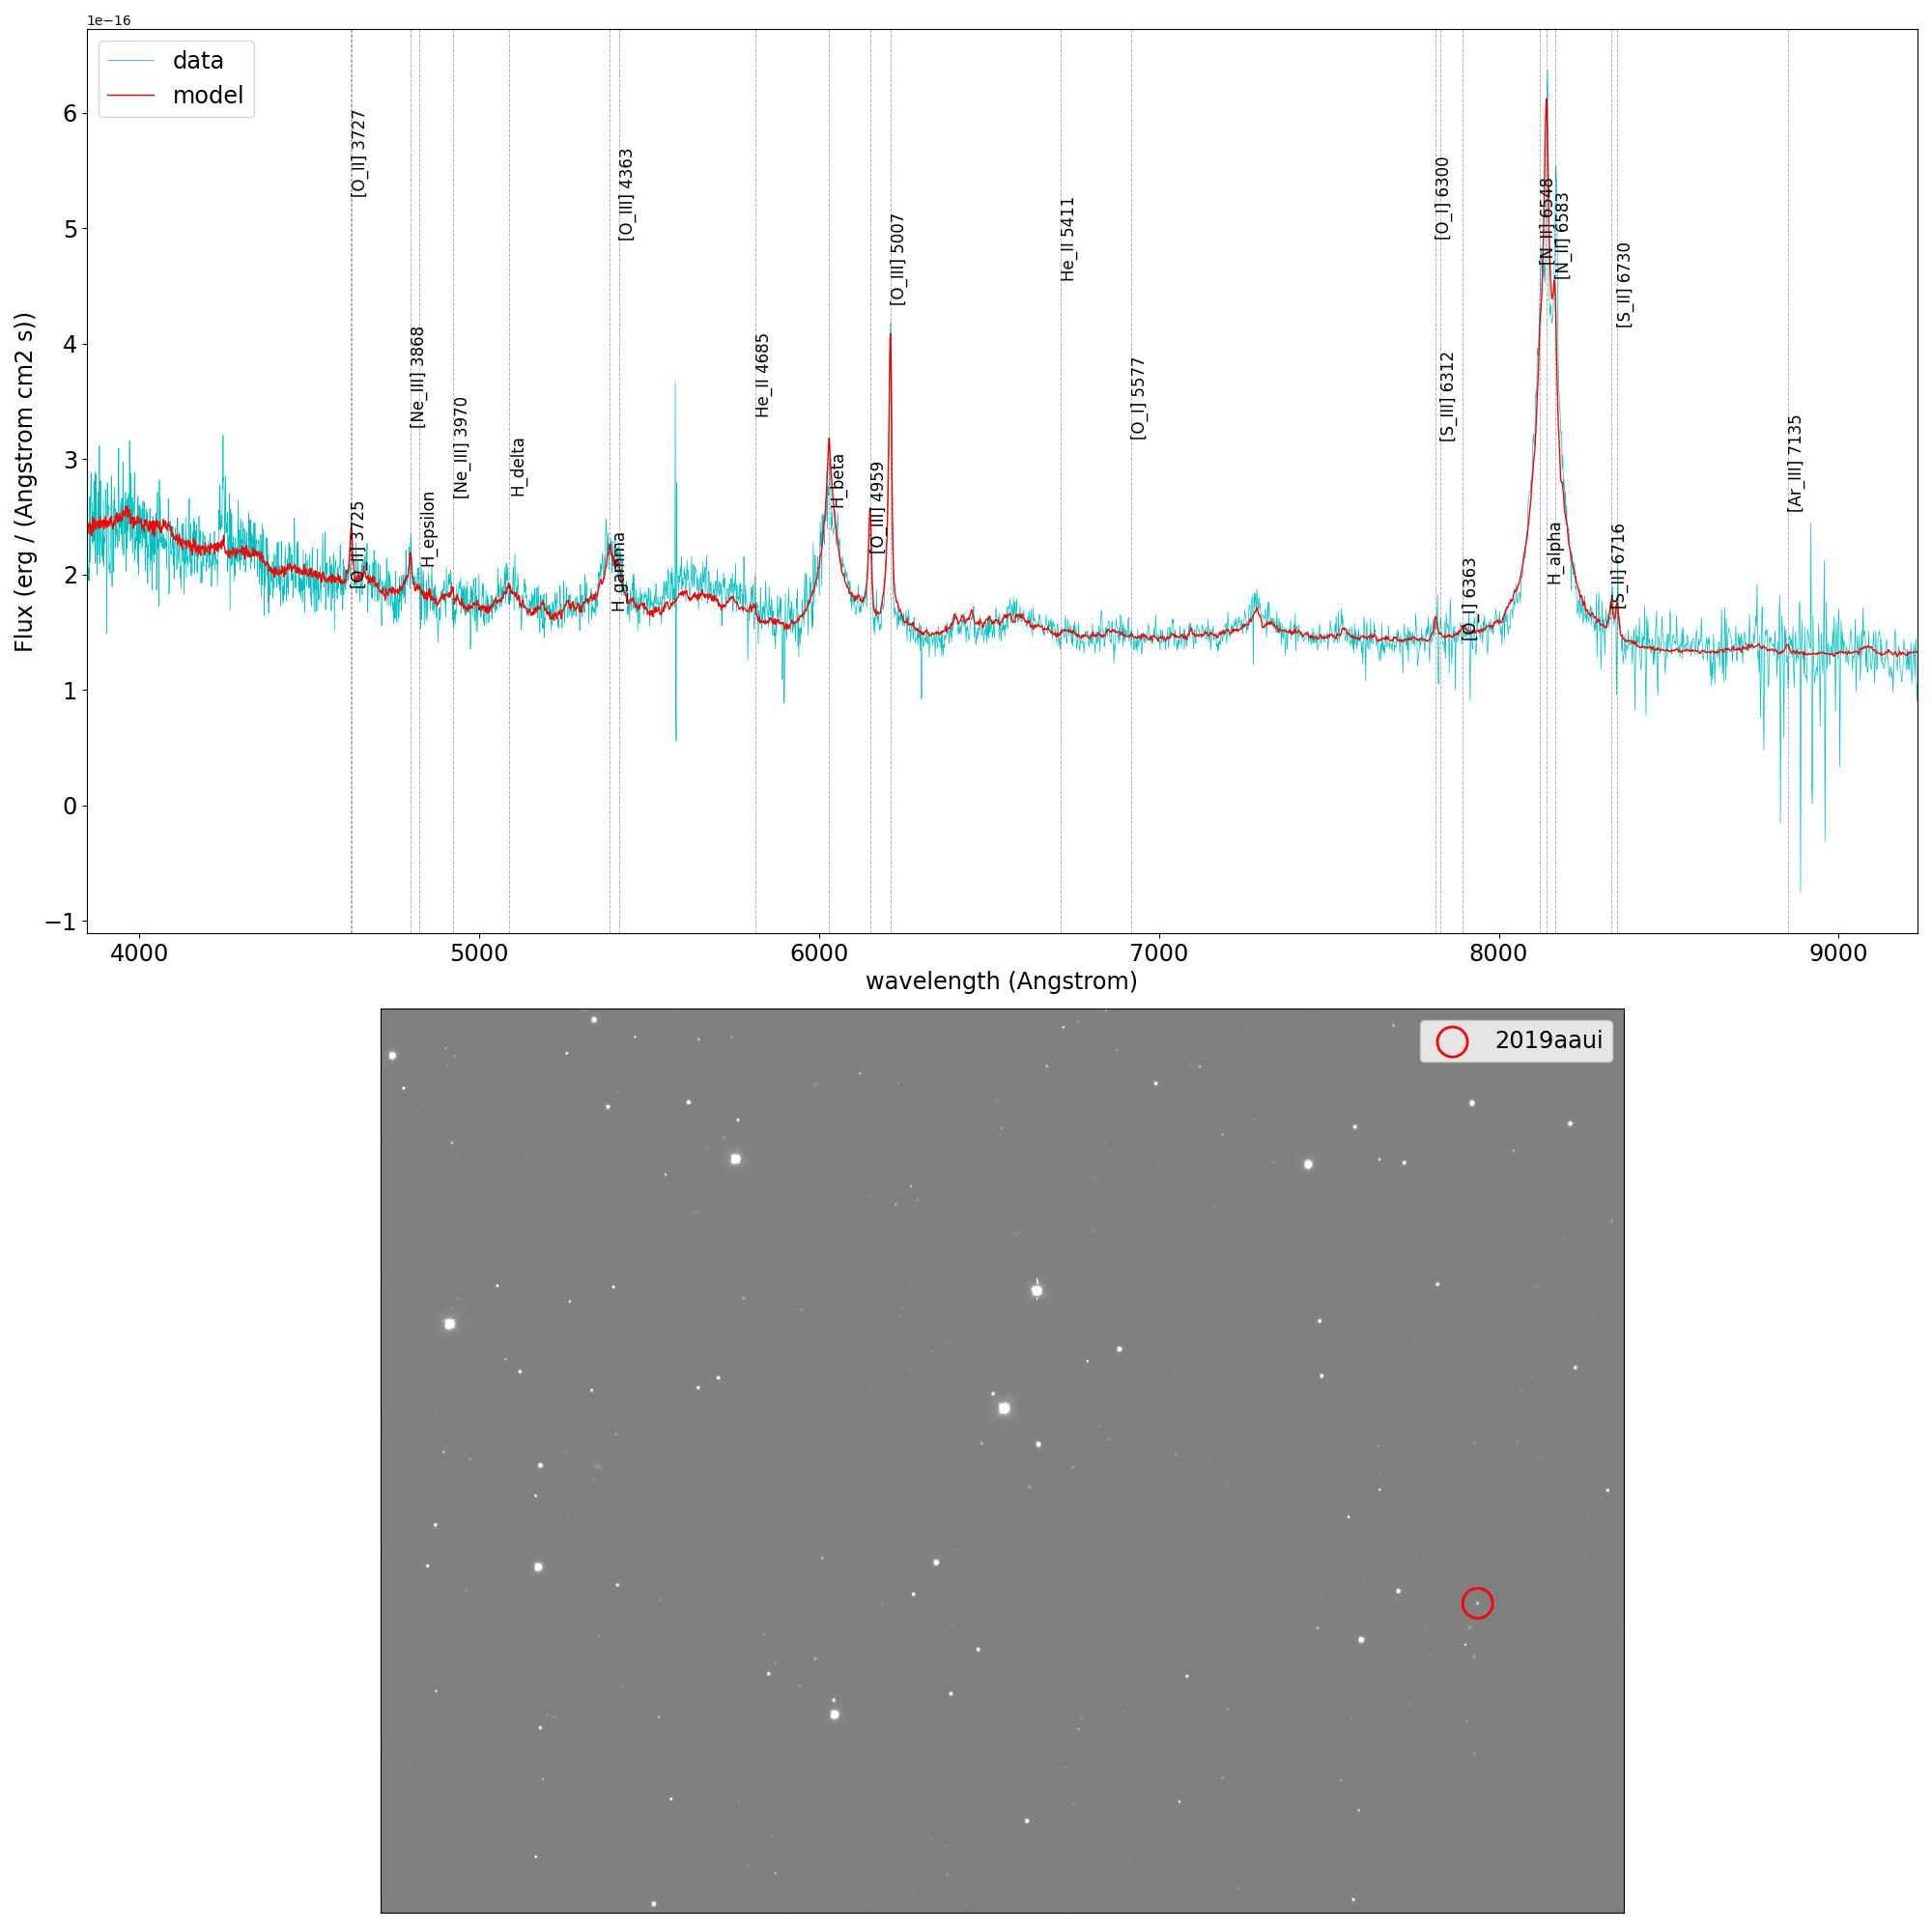 1e−16
data
model
[O_II] 3727
[O_III] 4363
[O_I] 6300
[N_II] 6548
[N_II] 6583
He_II 5411
[O_III] 5007
[S_II] 6730
[Ne_III] 3868
He_II 4685
[S_III] 6312
[O_I] 5577
[Ne_III] 3970
[Ar_III] 7135
H_delta
H_beta
[O_III] 4959
H_epsilon
[O_II] 3725
H_gamma
H_alpha
[S_II] 6716
[O_I] 6363
6
5
4
3
2
1
0
−1
Flux (erg / (Angstrom cm2 s))
4000 5000 6000 7000 8000 9000
wavelength (Angstrom)
2019aaui